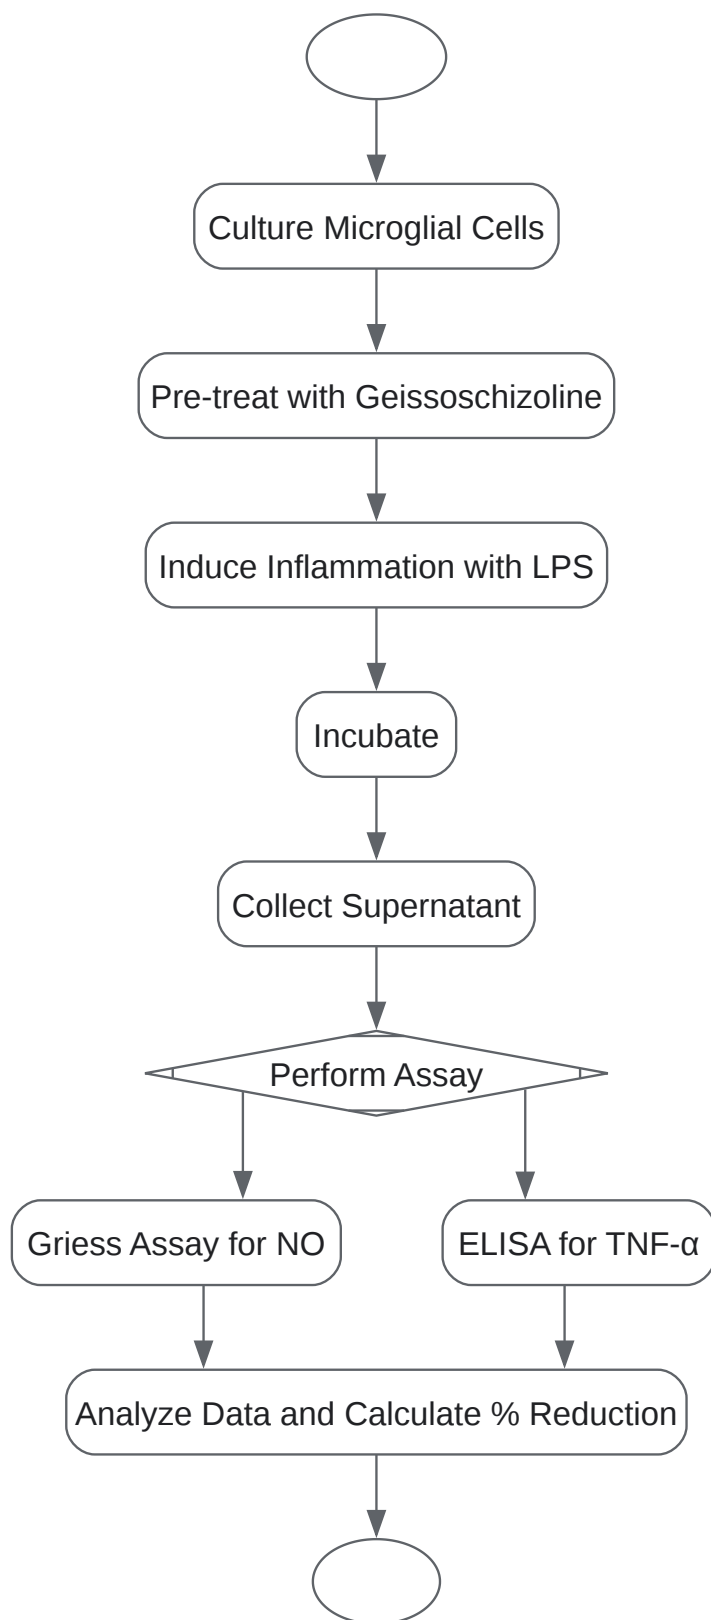 Culture Microglial Cells
Pre-treat with Geissoschizoline
Induce Inflammation with LPS
Incubate
Collect Supernatant
Perform Assay
Griess Assay for NO
ELISA for TNF-α
Analyze Data and Calculate % Reduction